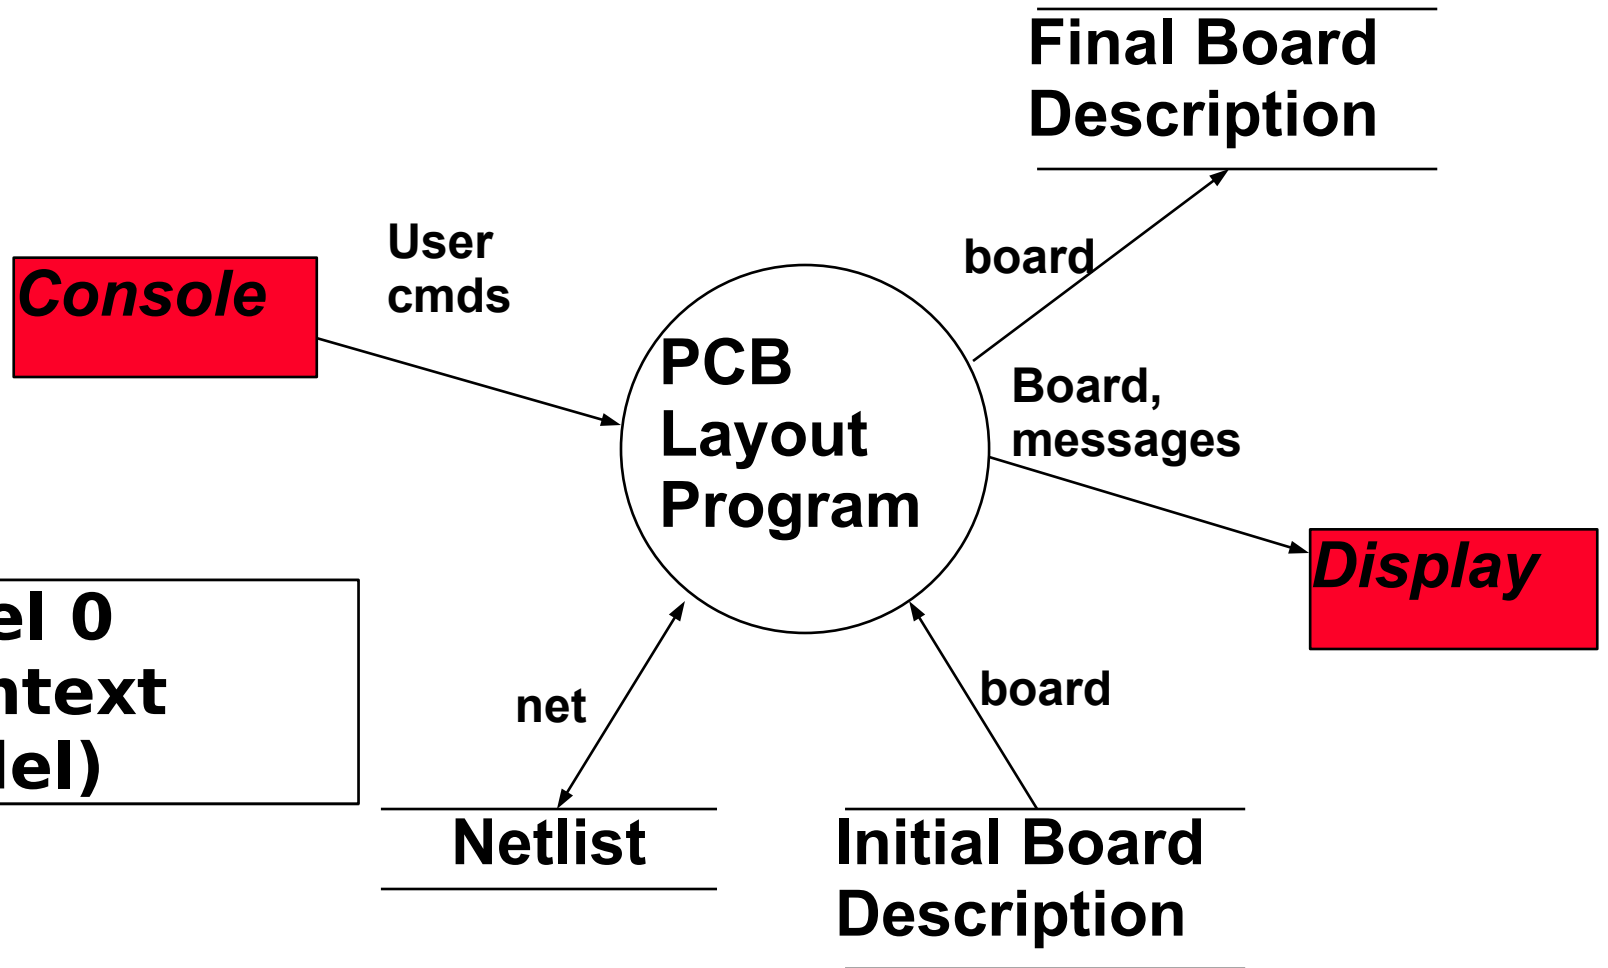 Final Board
Description
User
cmds
board
Console
PCB
Layout
Program
Board,
messages
Display
el 0
ntext
el)
net
board
Netlist
Initial Board
Description